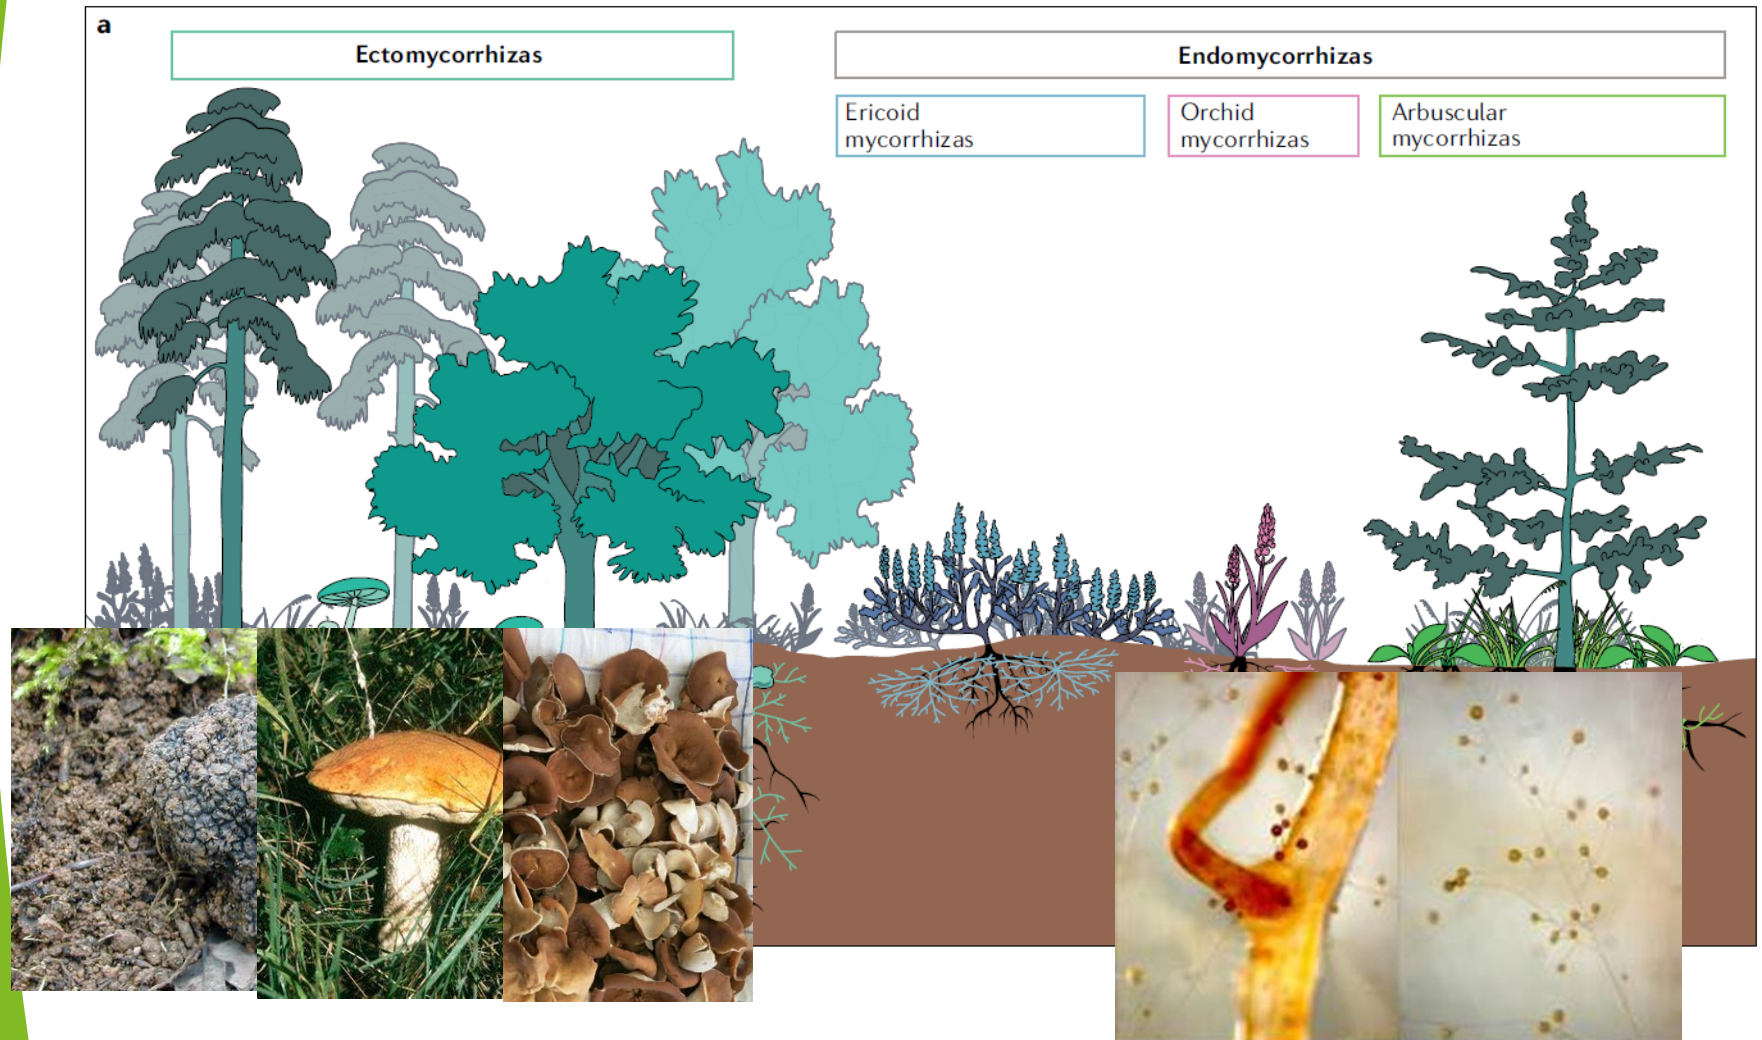 a
Ectomycorrhizas
Endomycorrhizas
Ericoid
mycorrhizas
Orchid
mycorrhizas
Arbuscular
mycorrhizas